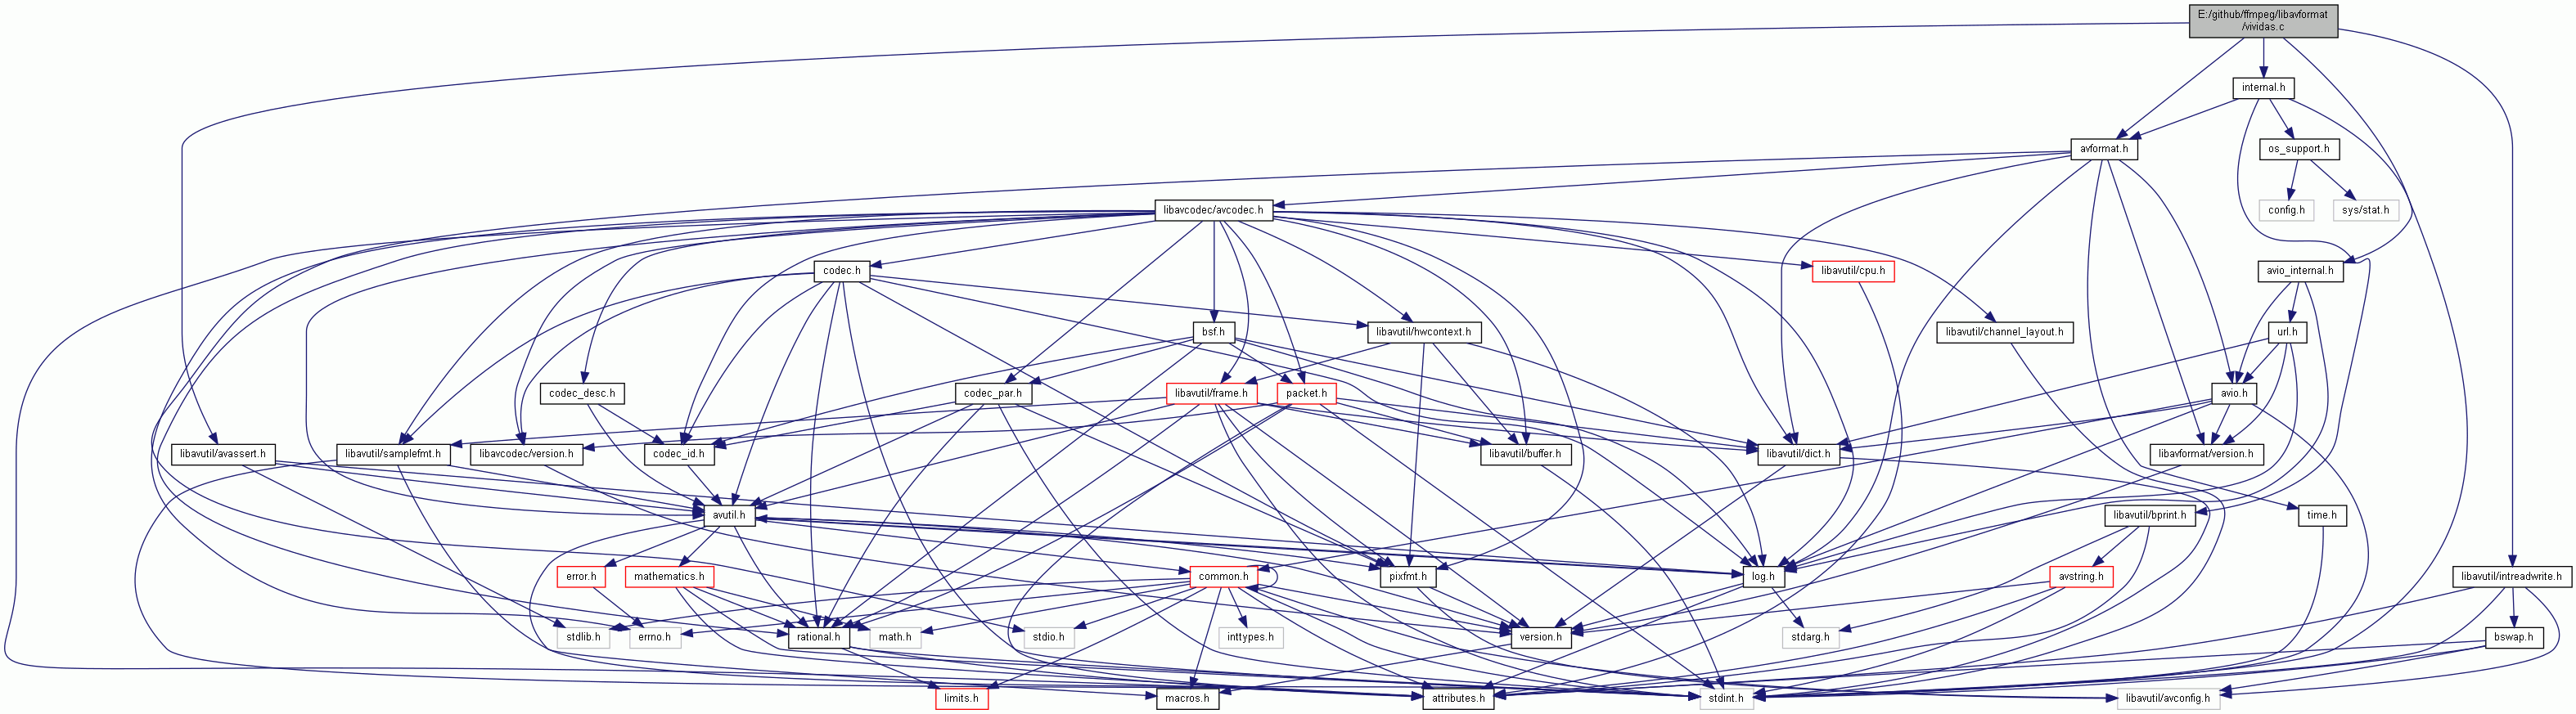 E:/github/ffmpeg/libavformat
/vividas.c
internal.h
avformat.h
os_support.h
libavcodec/avcodec.h
config.h
sys/stat.h
codec.h
libavutil/cpu.h
avio_internal.h
bsf.h
libavutil/hwcontext.h
libavutil/channel_layout.h
url.h
codec_desc.h
codec_par.h
libavutil/frame.h
packet.h
avio.h
libavutil/avassert.h
libavutil/samplefmt.h
libavcodec/version.h
codec_id.h
libavutil/buffer.h
libavutil/dict.h
libavformat/version.h
avutil.h
libavutil/bprint.h
time.h
error.h
mathematics.h
common.h
pixfmt.h
log.h
avstring.h
libavutil/intreadwrite.h
stdlib.h
errno.h
rational.h
math.h
stdio.h
inttypes.h
version.h
stdarg.h
bswap.h
limits.h
macros.h
attributes.h
stdint.h
libavutil/avconfig.h